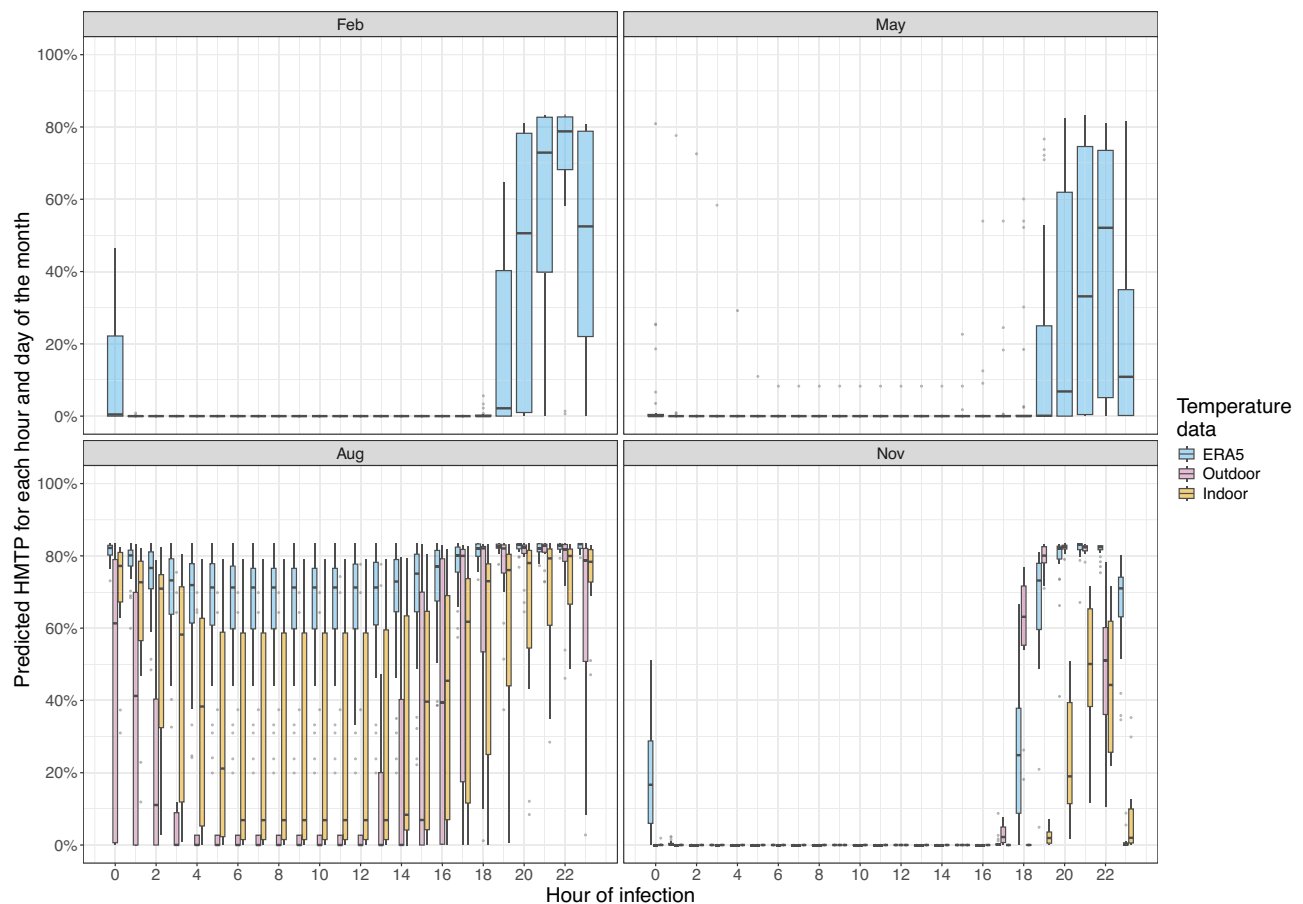 Feb
May
100%
80%
60%
40%
20%
0%
Predicted HMTP for each hour and day of the month
Aug
Nov
100%
80%
60%
40%
20%
0%
0 2 4 6 8 10 12 14 16 18 20 22
0 2 4 6 8 10 12 14 16 18 20 22
Hour of infection
Temperature
data
ERA5
Outdoor
Indoor